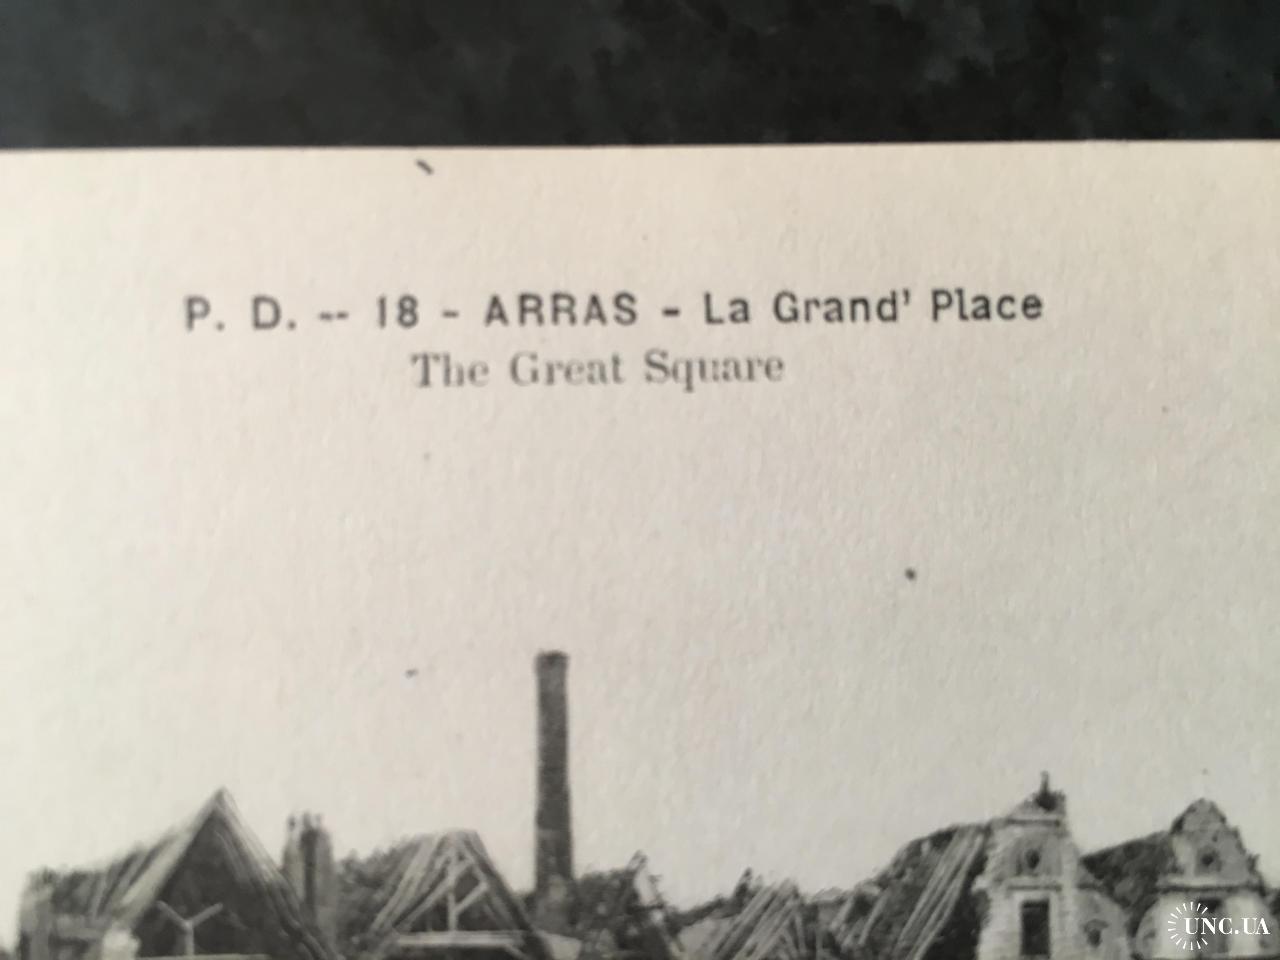 P. D. -- 18 - ARRAS - La Grand' Place
The Great Square
UNC.UA